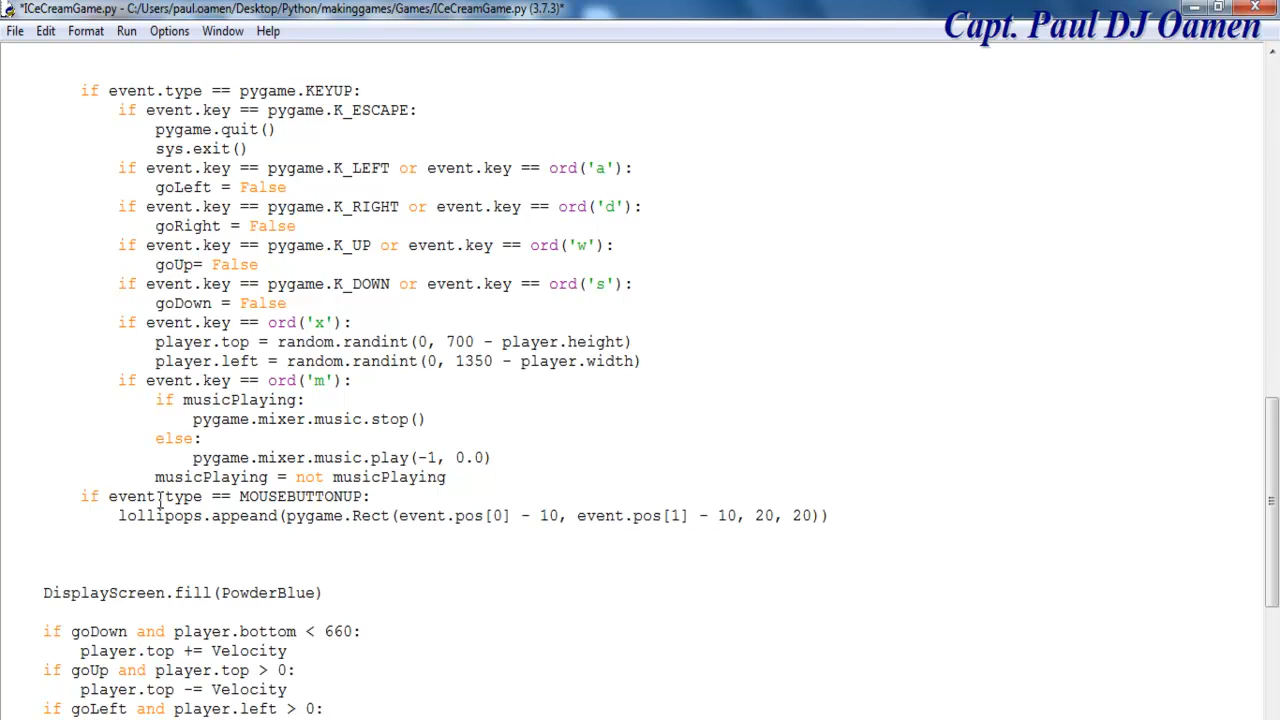 *ICeCreamGame.py - C:/Users/paul.oamen/Desktop/Python/makinggames/Games/ICeCreamGame.py (3.7.3)*
File Edit Format Run Options Window Help
Capt. Paul DJ Oamen
if event.type == pygame.KEYUP:
if event.key == pygame.K_ESCAPE:
pygame.quit()
sys.exit()
if event.key == pygame.K_LEFT or event.key == ord('a'):
goLeft = False
if event.key == pygame.K_RIGHT or event.key == ord('d'):
goRight = False
if event.key == pygame.K_UP or event.key == ord('w'):
goUp= False
if event.key == pygame.K_DOWN or event.key == ord('s'):
goDown = False
if event.key == ord('x'):
player.top = random.randint(0, 700 - player.height)
player.left = random.randint(0, 1350 - player.width)
if event.key == ord('m'):
if musicPlaying:
pygame.mixer.music.stop()
else:
pygame.mixer.music.play(-1, 0.0)
musicPlaying = not musicPlaying
if event.type == MOUSEBUTTONUP:
lollipops.appeand(pygame.Rect(event.pos[0] - 10, event.pos[1] - 10, 20, 20))
DisplayScreen.fill(PowderBlue)
if goDown and player.bottom < 660:
player.top += Velocity
if goUp and player.top > 0:
player.top -= Velocity
if goLeft and player.left > 0: